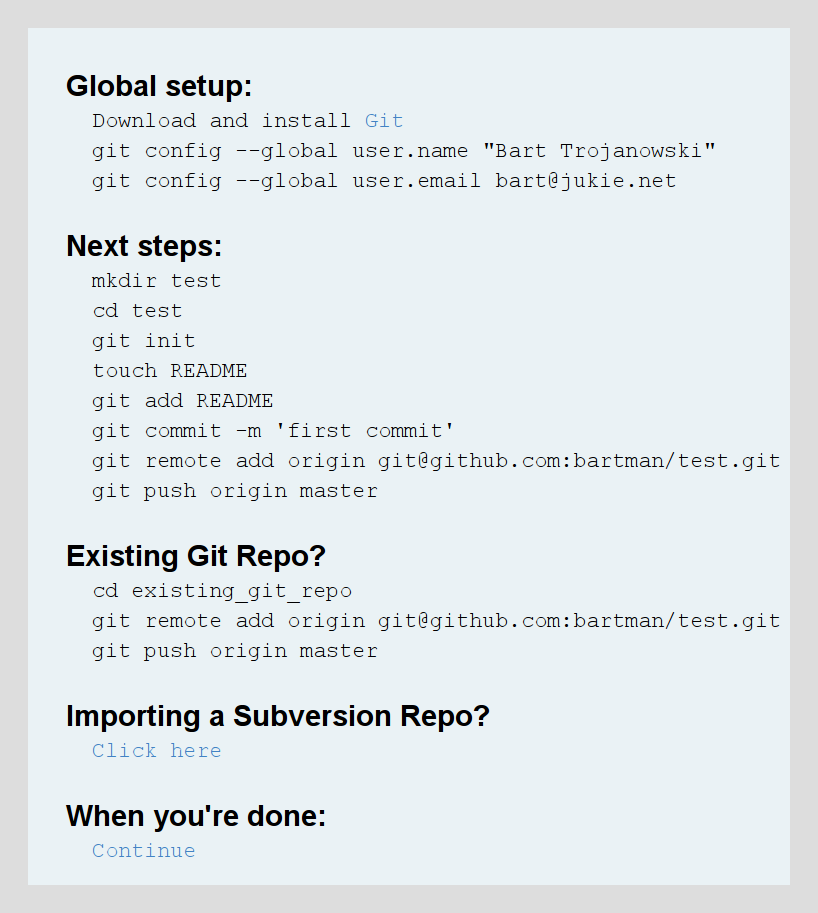 Global setup:
Download and install Git
git config --global user.name "Bart Trojanowski"
git config --global user.email bart@jukie.net
Next steps:
mkdir test
cd test
git init
touch README
git add README
git commit -m 'first commit'
git remote add origin git@github.com:bartman/test.git
git push origin master
Existing Git Repo?
cd existing_git_repo
git remote add origin git@github.com:bartman/test.git
git push origin master
Importing a Subversion Repo?
Click here
When you're done:
Continue